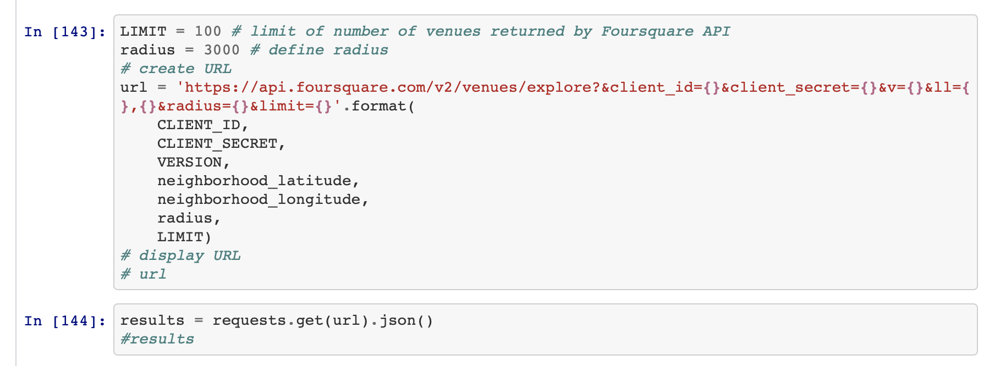 In [143]:
LIMIT = 100 # limit of number of venues returned by Foursquare API
radius = 3000 # define radius
# create URL
url = 'https://api.foursquare.com/v2/venues/explore?&client_id={}&client_secret={}&v={}&ll={
},{}&radius={}&limit={}'.format(
    CLIENT_ID,
    CLIENT_SECRET,
    VERSION,
    neighborhood_latitude,
    neighborhood_longitude,
    radius,
    LIMIT)
# display URL
# url
In [144]:
results = requests.get(url).json()
#results